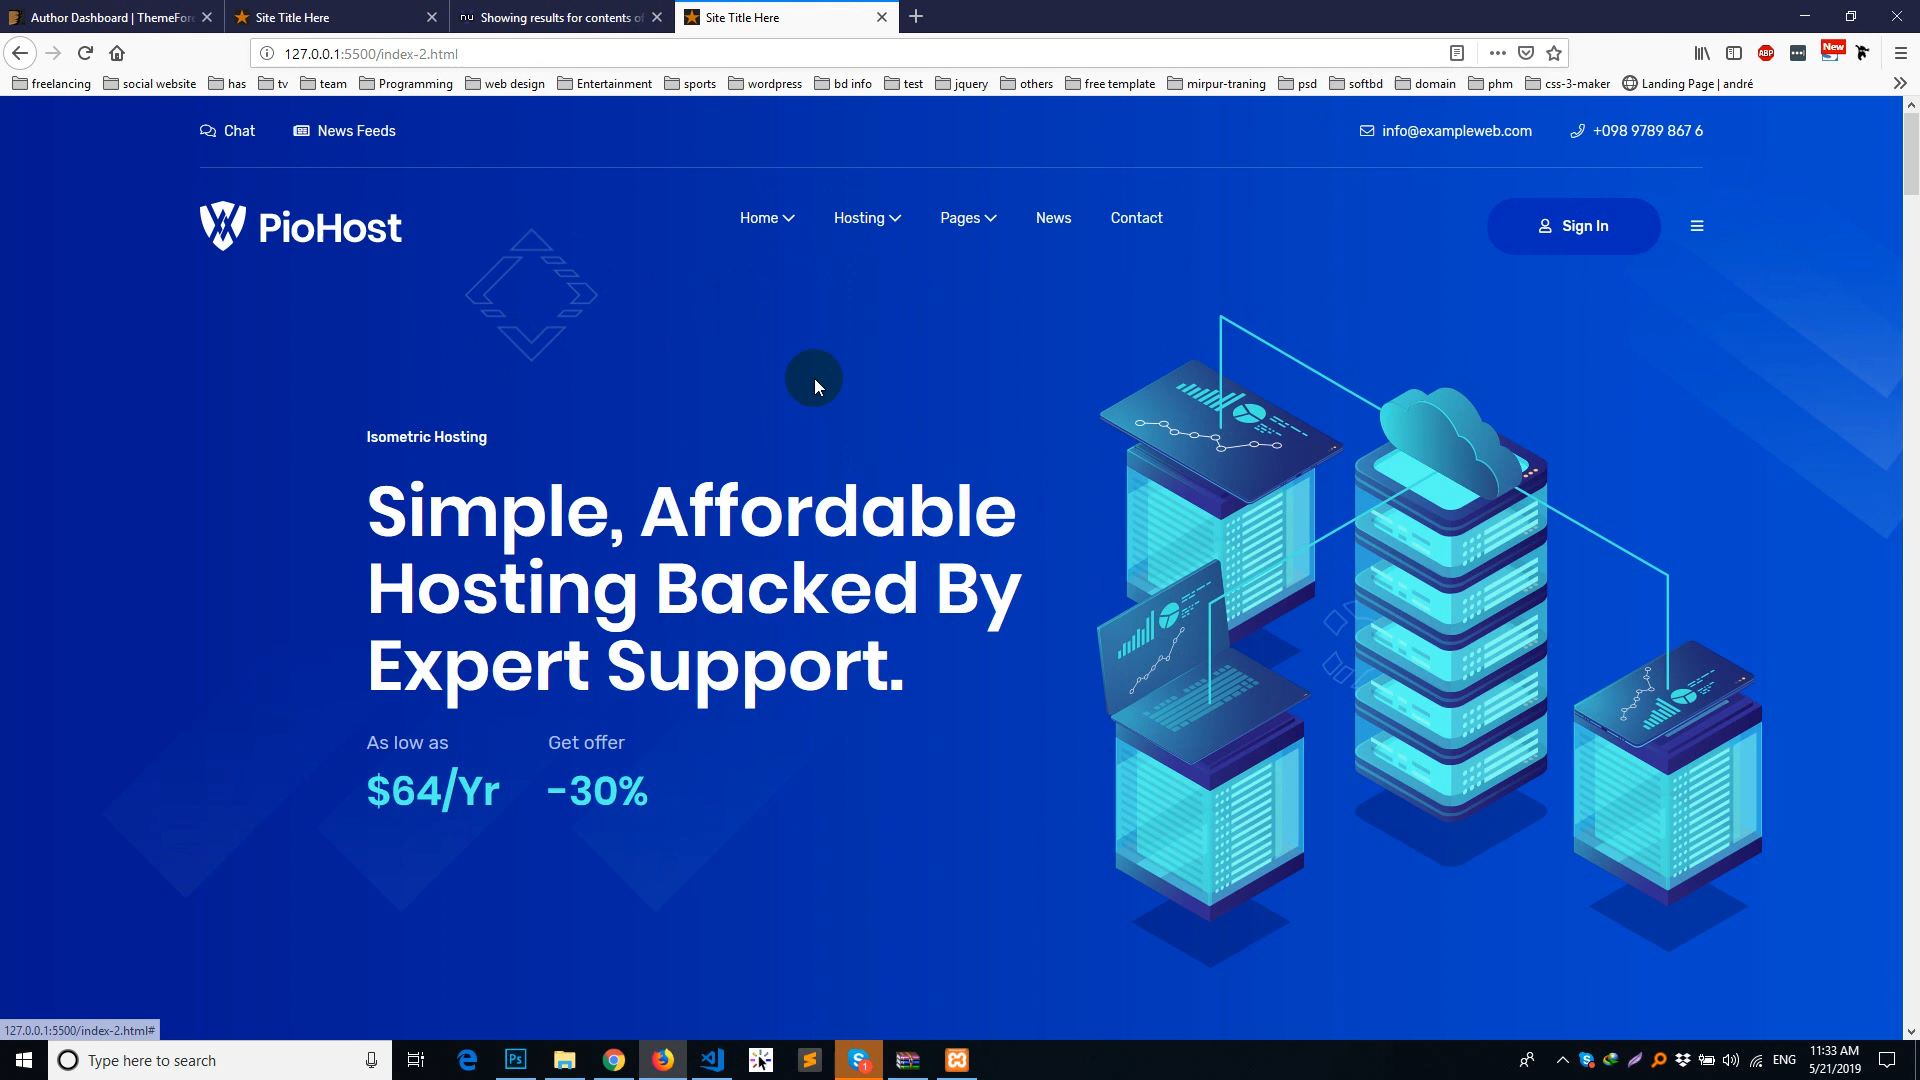 Author Dashboard | ThemeFore
Site Title Here
Showing results for contents of
Site Title Here
127.0.0.1:5500/index-2.html
ABP
New
freelancing
social website
has
tv
team
Programming
web design
Entertainment
sports
wordpress
bd info
test
jquery
others
free template
mirpur-traning
psd
softbd
domain
phm
css-3-maker
Landing Page | andré
Chat
News Feeds
info@exampleweb.com
+098 9789 867 6
PioHost
Home
Hosting
Pages
News
Contact
Sign In
Isometric Hosting
Simple, Affordable
Hosting Backed By
Expert Support.
As low as
Get offer
$64/Yr
-30%
127.0.0.1:5500/index-2.html#
Type here to search
Ps
1
ENG
11:33 AM
5/21/2019